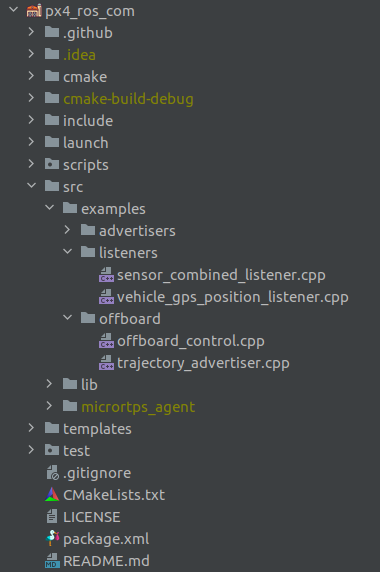 px4_ros_com
.github
.idea
cmake
cmake-build-debug
include
launch
scripts
src
examples
advertisers
listeners
sensor_combined_listener.cpp
vehicle_gps_position_listener.cpp
offboard
offboard_control.cpp
trajectory_advertiser.cpp
lib
micrortps_agent
templates
test
.gitignore
CMakeLists.txt
LICENSE
package.xml
README.md